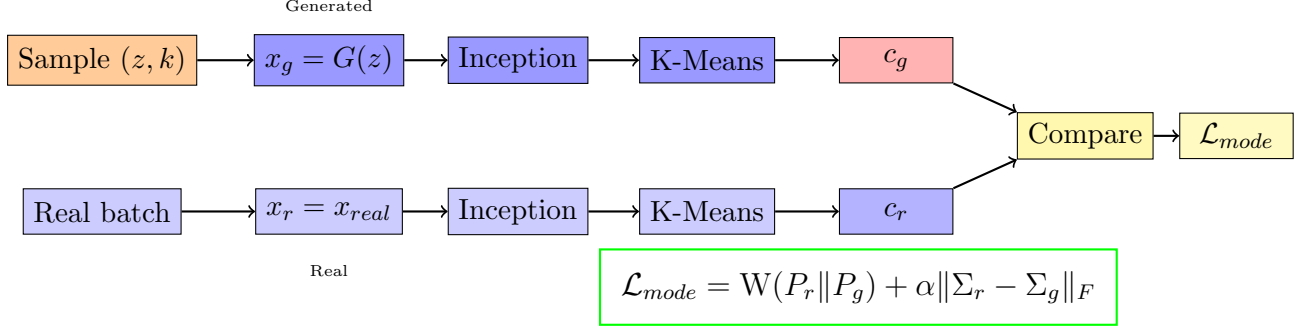 Generated
Sample (z, k)
x_g = G(z)
Inception
K-Means
c_g
Compare
ℒ_mode
Real batch
x_r = x_real
Inception
K-Means
c_r
Real
ℒ_mode = W(P_r‖P_g) + α‖Σ_r − Σ_g‖_F